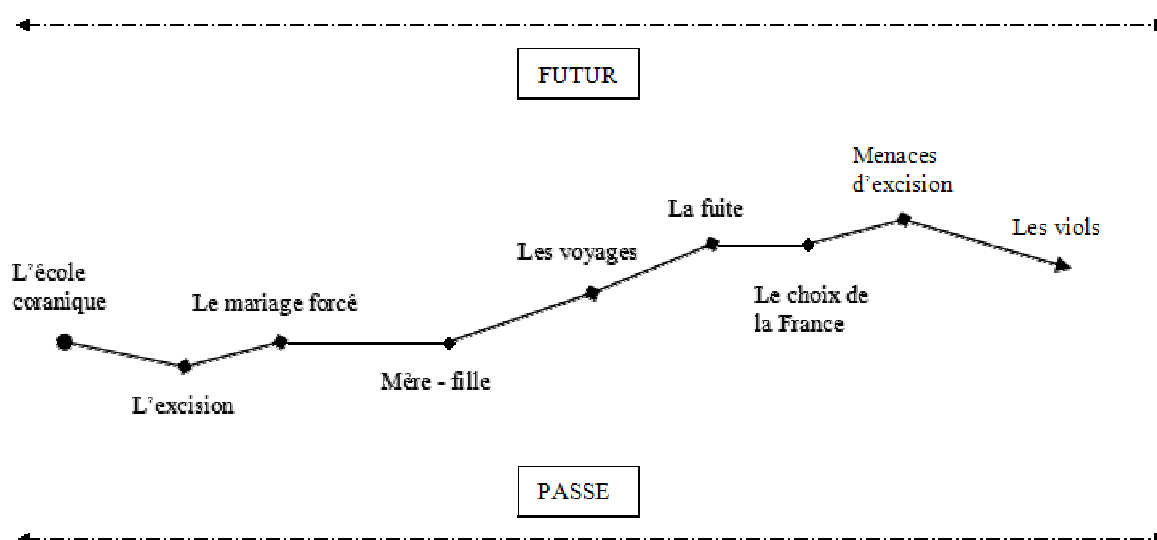 FUTUR
Menaces
d'excision
La fuite
Les viols
Les voyages
L'école
coranique
Le mariage forcé
Le choix de
la France
Mère - fille
L'excision
PASSE